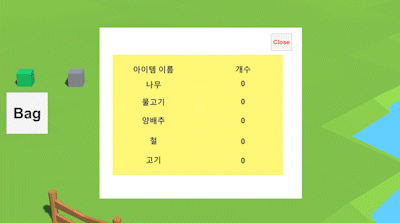 Close
아이템 이름 개수
나무 0
Bag
물고기 0
양배추 0
철 0
고기 0